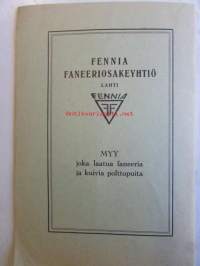 FENNIA
FANEERIOSAKEYHTIÖ
LAHTI
FENNIA
FF
MYY
joka laatua faneeria
ja kuivia polttopuita